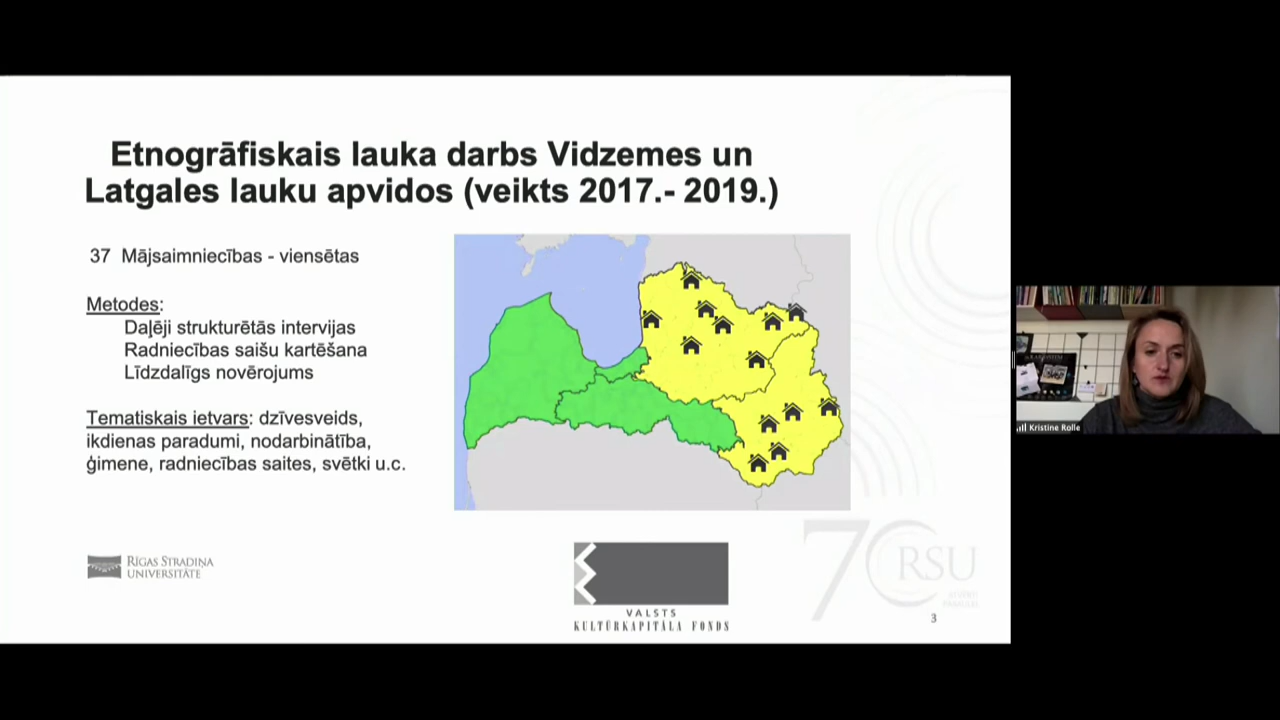 Etnogrāfiskais lauka darbs Vidzemes un
Latgales lauku apvidos (veikts 2017.- 2019.)
37 Mājsaimniecības - viensētas
Metodes:
Daļēji strukturētās intervijas
Radniecības saišu kartēšana
Līdzdalīgs novērojums
Tematiskais ietvars: dzīvesveids,
ikdienas paradumi, nodarbinātība,
ģimene, radniecības saites, svētki u.c.
RĪGAS STRADIŅA
UNIVERSITĀTE
VALSTS
KULTŪRKAPITĀLA FONDS
70 RSU
3
Kristine Rolle